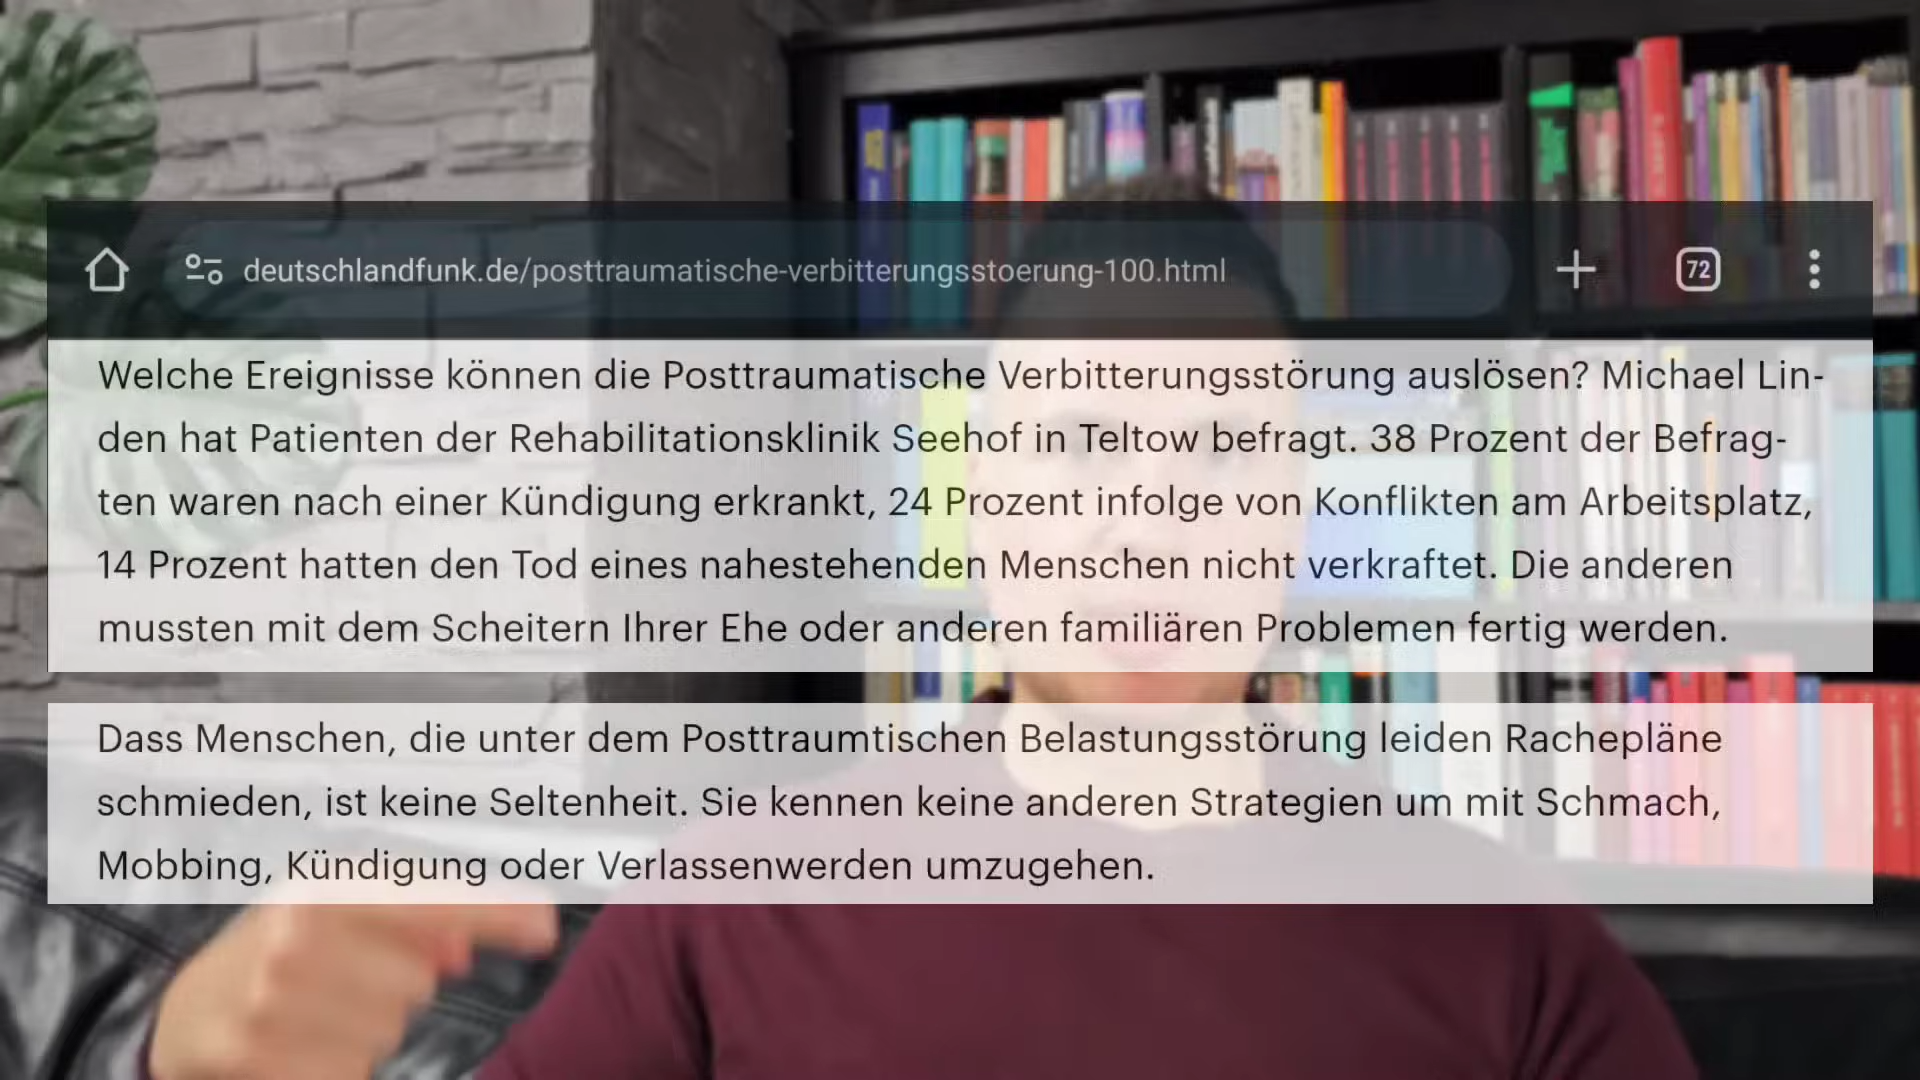 deutschlandfunk.de/posttraumatische-verbitterungsstoerung-100.html
72
Welche Ereignisse können die Posttraumatische Verbitterungsstörung auslösen? Michael Lin-
den hat Patienten der Rehabilitationsklinik Seehof in Teltow befragt. 38 Prozent der Befrag-
ten waren nach einer Kündigung erkrankt, 24 Prozent infolge von Konflikten am Arbeitsplatz,
14 Prozent hatten den Tod eines nahestehenden Menschen nicht verkraftet. Die anderen
mussten mit dem Scheitern Ihrer Ehe oder anderen familiären Problemen fertig werden.
Dass Menschen, die unter dem Posttraumtischen Belastungsstörung leiden Rachepläne
schmieden, ist keine Seltenheit. Sie kennen keine anderen Strategien um mit Schmach,
Mobbing, Kündigung oder Verlassenwerden umzugehen.